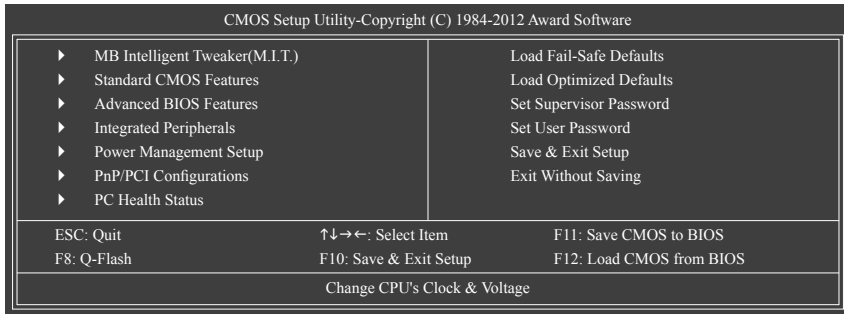 CMOS Setup Utility-Copyright (C) 1984-2012 Award Software
MB Intelligent Tweaker(M.I.T.)
Standard CMOS Features
Advanced BIOS Features
Integrated Peripherals
Power Management Setup
PnP/PCI Configurations
PC Health Status
Load Fail-Safe Defaults
Load Optimized Defaults
Set Supervisor Password
Set User Password
Save & Exit Setup
Exit Without Saving
ESC: Quit ↑↓→←: Select Item F11: Save CMOS to BIOS
F8: Q-Flash F10: Save & Exit Setup F12: Load CMOS from BIOS
Change CPU's Clock & Voltage